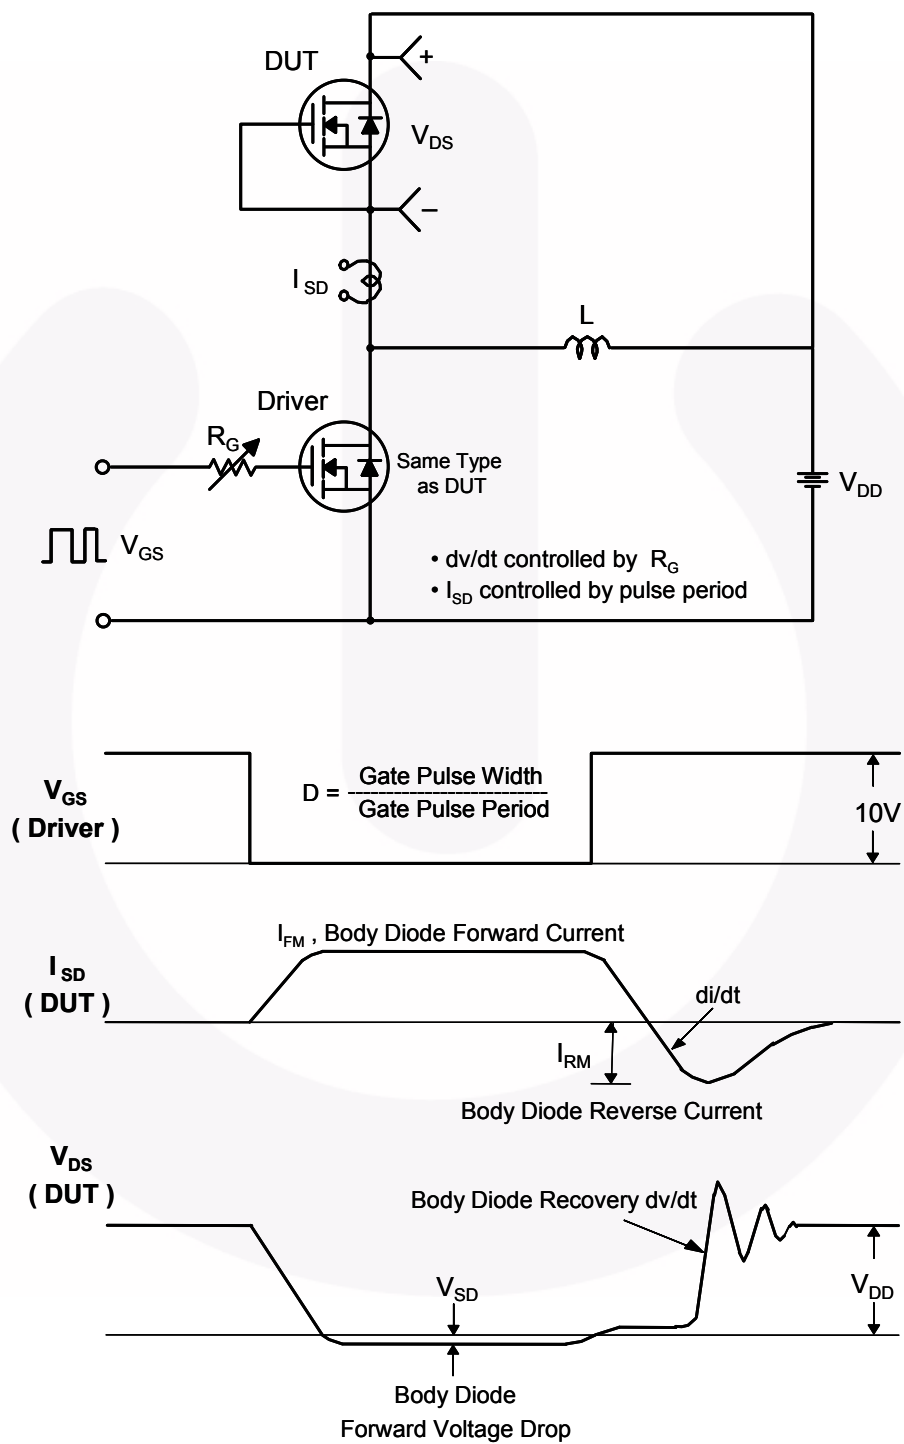 DUT
+
V_DS
–
I_SD
L
Driver
R_G
Same Type
as DUT
V_DD
V_GS
• dv/dt controlled by R_G
• I_SD controlled by pulse period
V_GS
( Driver )
D = Gate Pulse Width
Gate Pulse Period
10V
I_FM , Body Diode Forward Current
I_SD
( DUT )
di/dt
I_RM
Body Diode Reverse Current
V_DS
( DUT )
Body Diode Recovery dv/dt
V_SD
V_DD
Body Diode
Forward Voltage Drop